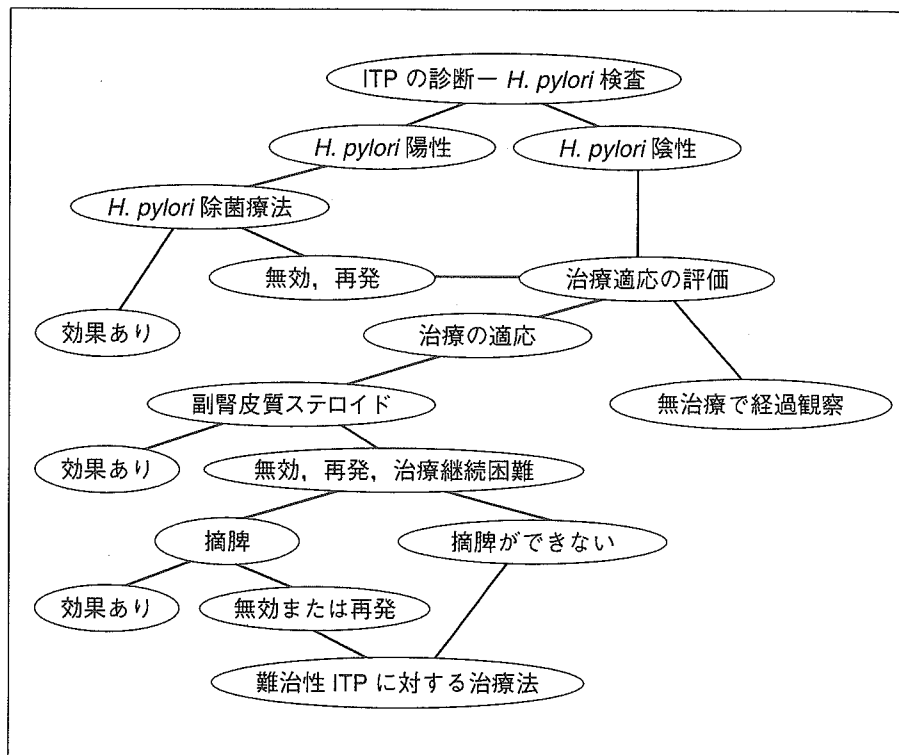 ITP の診断ー H. pylori 検査
H. pylori 陽性
H. pylori 陰性
H. pylori 除菌療法
無効，再発
治療適応の評価
効果あり
治療の適応
無治療で経過観察
副腎皮質ステロイド
効果あり
無効，再発，治療継続困難
摘脾
摘脾ができない
効果あり
無効または再発
難治性 ITP に対する治療法